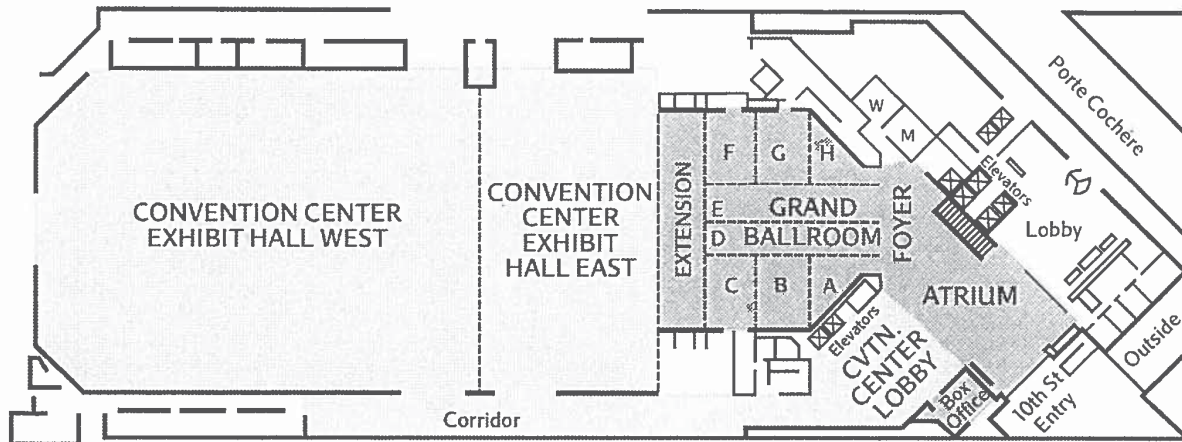 CONVENTION CENTER
EXHIBIT HALL WEST
CONVENTION
CENTER
EXHIBIT
HALL EAST
EXTENSION
F
G
H
E
GRAND
D
BALLROOM
C
B
A
FOYER
ATRIUM
W
M
Elevators
Lobby
Porte Cochére
Elevators
CVTN.
CENTER
LOBBY
Box
Office
10th St
Entry
Outside
Corridor